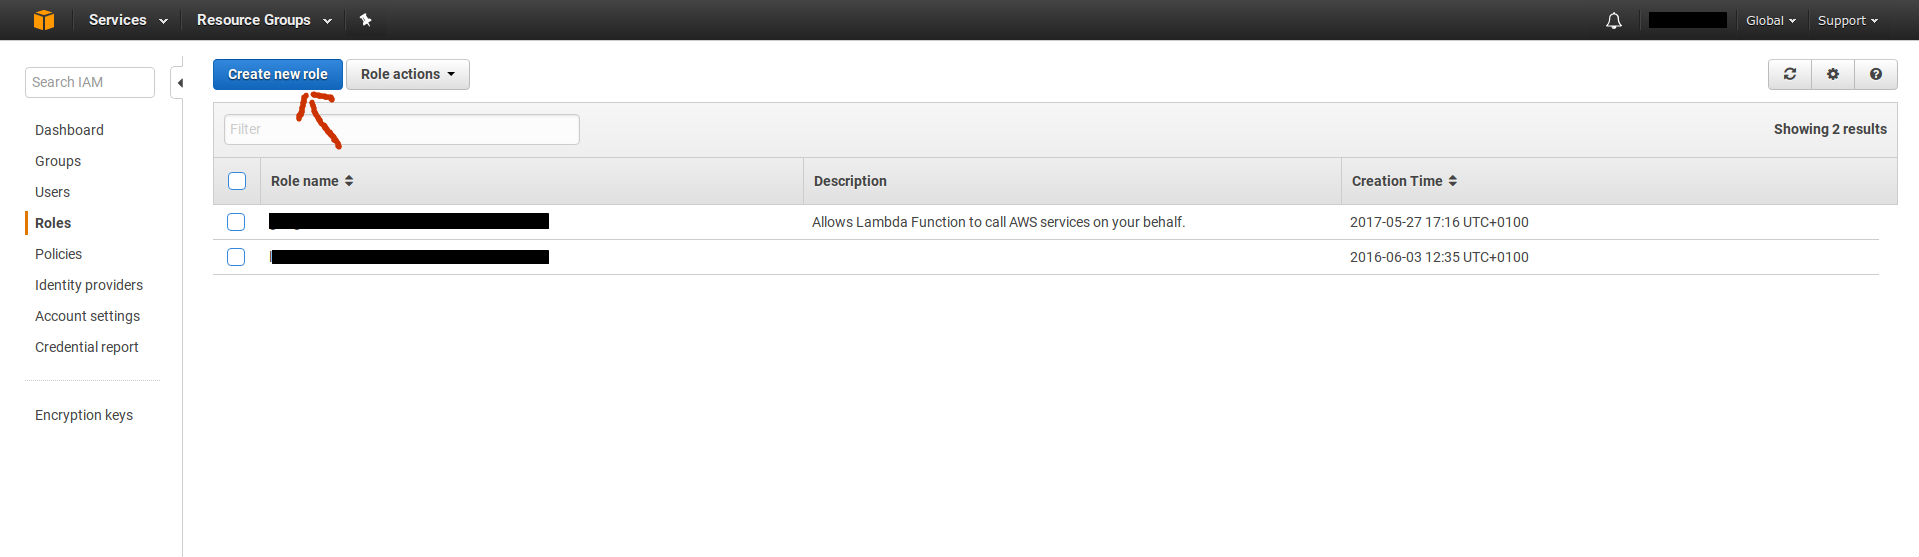 Services Resource Groups Global Support
Search IAM
Create new role Role actions
Filter Showing 2 results
Role name Description Creation Time
Allows Lambda Function to call AWS services on your behalf. 2017-05-27 17:16 UTC+0100
2016-06-03 12:35 UTC+0100
Dashboard
Groups
Users
Roles
Policies
Identity providers
Account settings
Credential report
Encryption keys